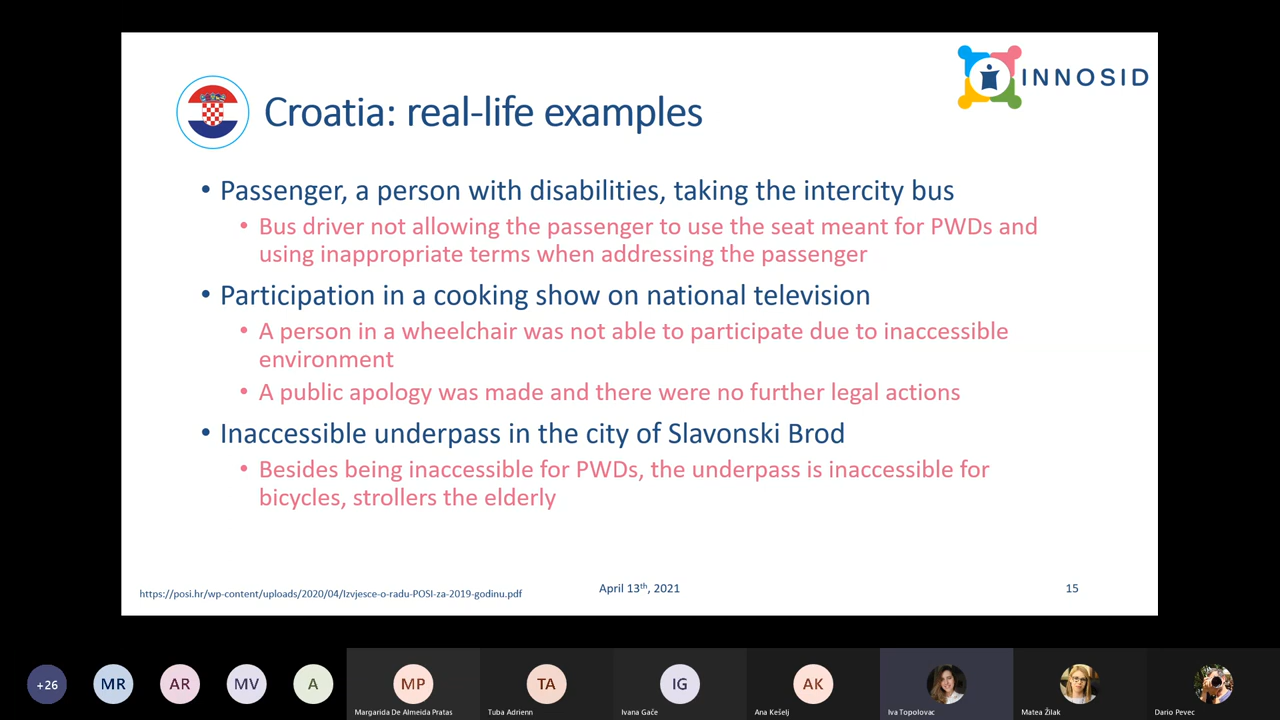 INNOSID
Croatia: real-life examples
• Passenger, a person with disabilities, taking the intercity bus
• Bus driver not allowing the passenger to use the seat meant for PWDs and
using inappropriate terms when addressing the passenger
• Participation in a cooking show on national television
• A person in a wheelchair was not able to participate due to inaccessible
environment
• A public apology was made and there were no further legal actions
• Inaccessible underpass in the city of Slavonski Brod
• Besides being inaccessible for PWDs, the underpass is inaccessible for
bicycles, strollers the elderly
https://posi.hr/wp-content/uploads/2020/04/Izvjesce-o-radu-POSI-za-2019-godinu.pdf
April 13th, 2021
15
+26
MR
AR
MV
A
MP
TA
IG
AK
Margarida De Almeida Pratas
Tuba Adrienn
Ivana Gače
Ana Kešelj
Iva Topolovac
Matea Žilak
Dario Pevec